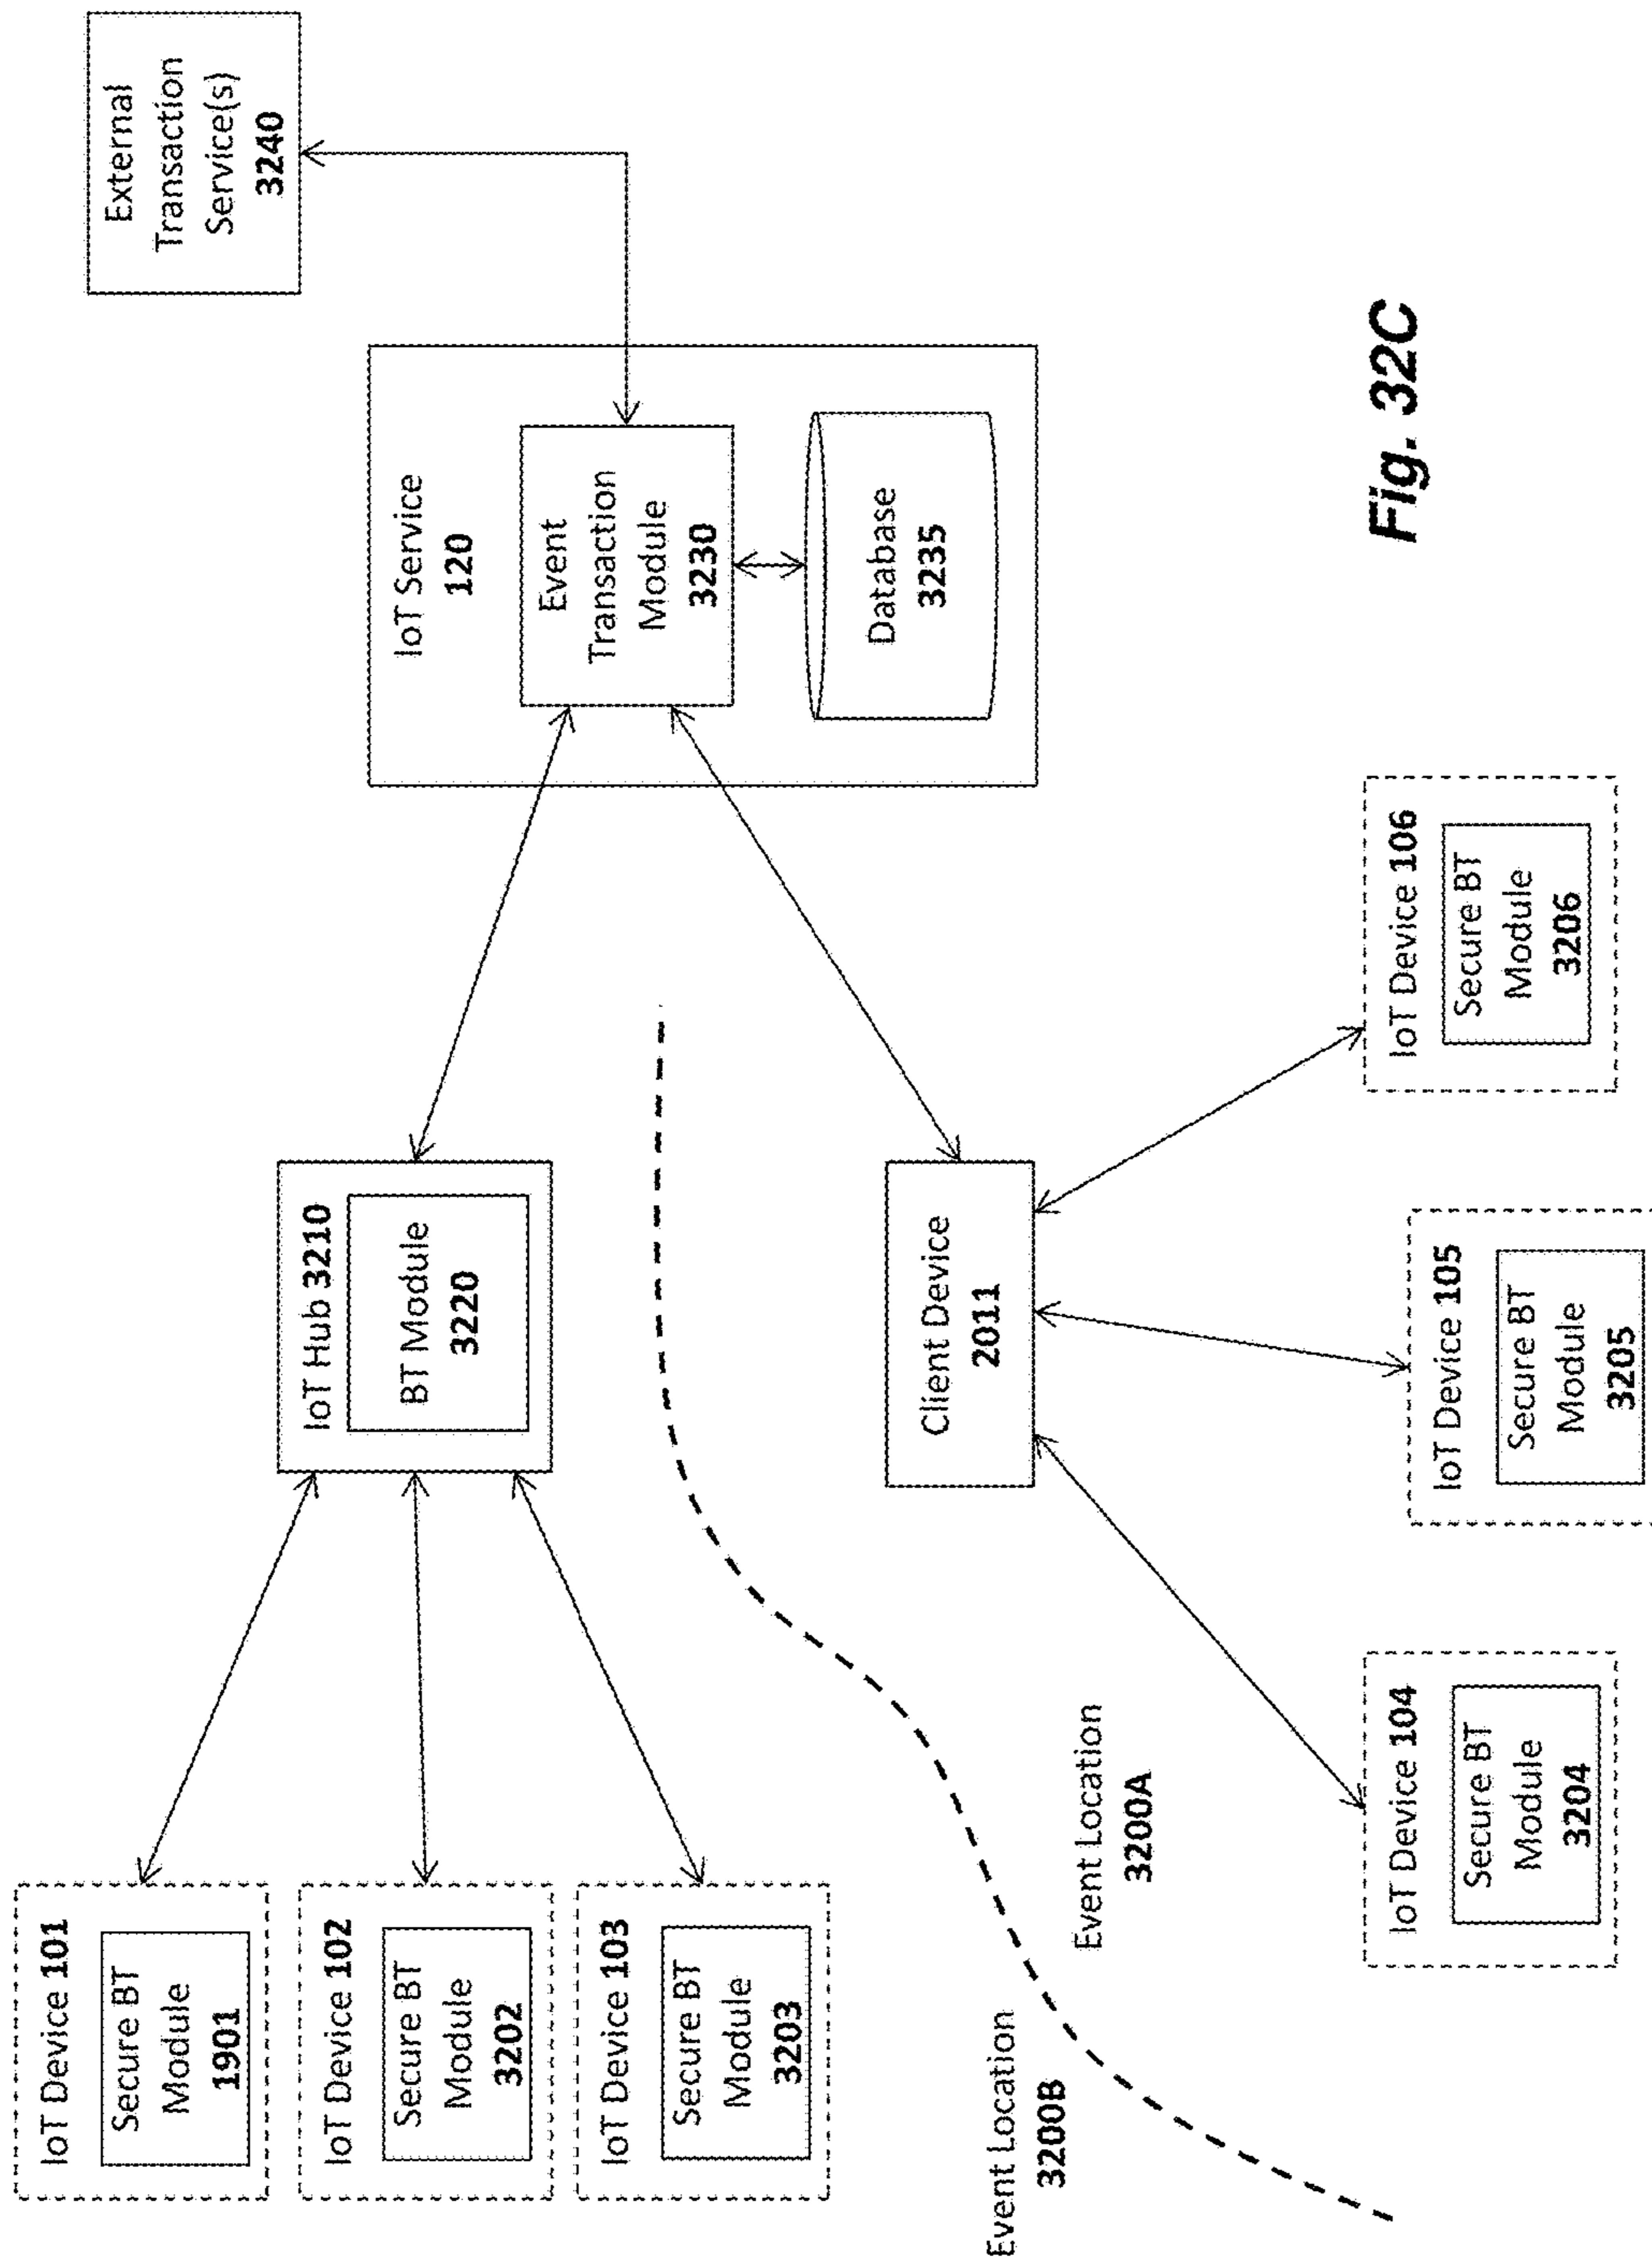 External
Transaction
Service(s)
3240
IoT Service
120
Event
Transaction
Module
3230
Database
3235
IoT Hub 3210
BT Module
3220
Client Device
2011
IoT Device 101
Secure BT
Module
1901
IoT Device 102
Secure BT
Module
3202
IoT Device 103
Secure BT
Module
3203
Event Location
3200B
Event Location
3200A
IoT Device 104
Secure BT
Module
3204
IoT Device 105
Secure BT
Module
3205
IoT Device 106
Secure BT
Module
3206
Fig. 32C